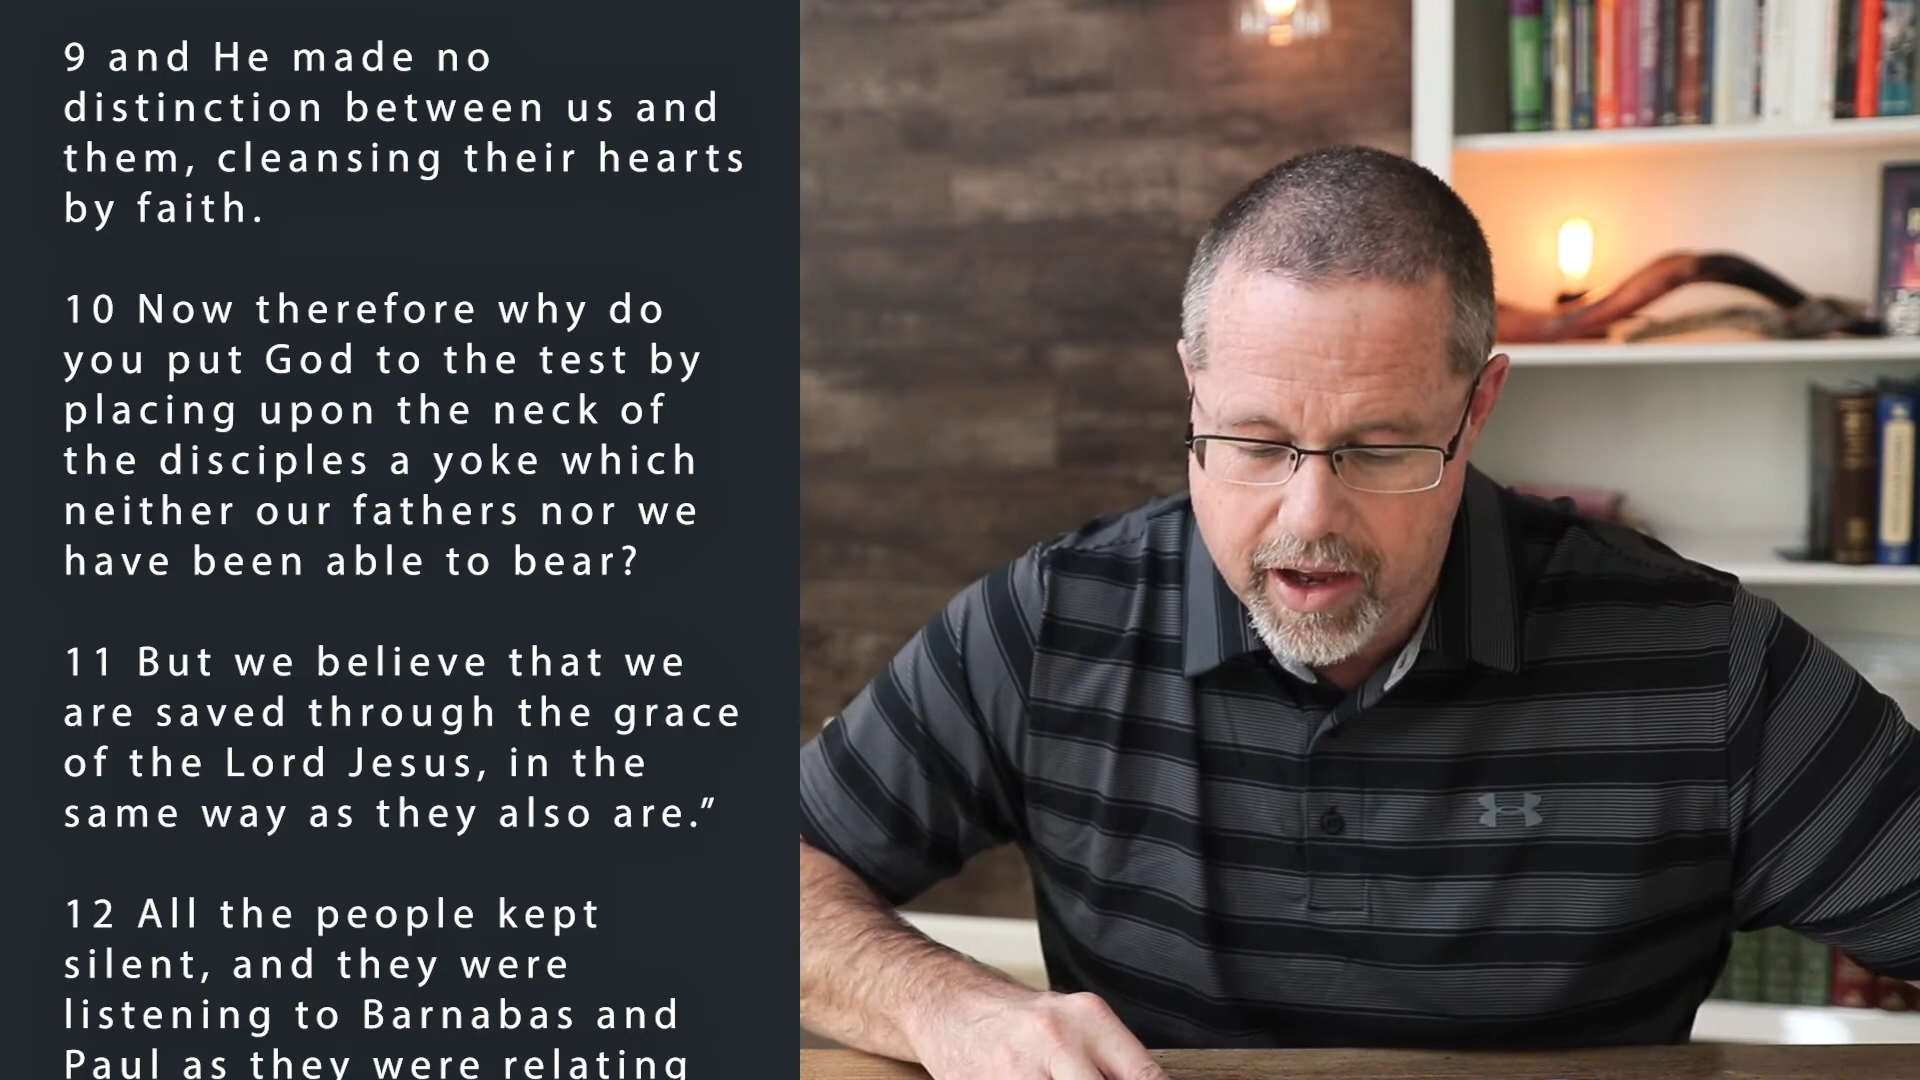 9 and He made no
distinction between us and
them, cleansing their hearts
by faith.
10 Now therefore why do
you put God to the test by
placing upon the neck of
the disciples a yoke which
neither our fathers nor we
have been able to bear?
11 But we believe that we
are saved through the grace
of the Lord Jesus, in the
same way as they also are.”
12 All the people kept
silent, and they were
listening to Barnabas and
Paul as they were relating